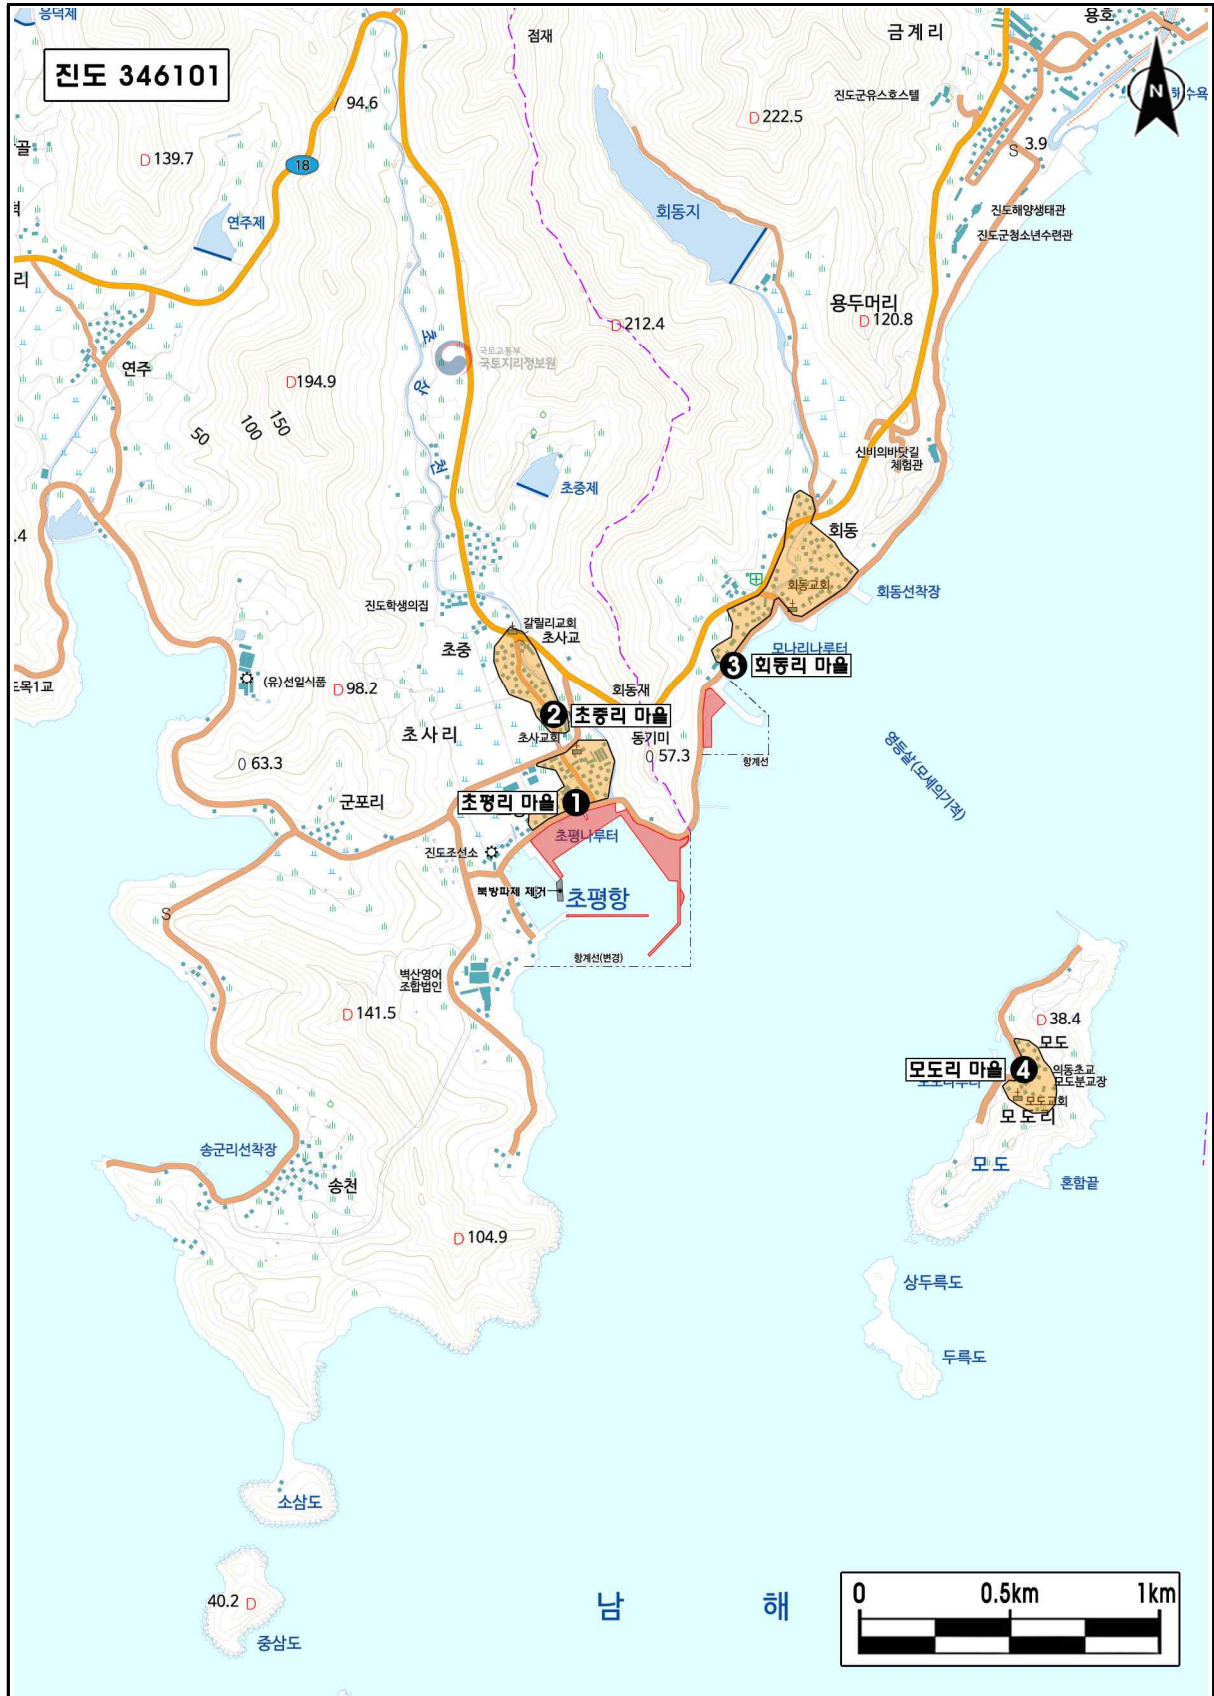 응덕제
점재
금계리
용호
진도 346101
94.6
진도군유스호스텔
N
수욕
222.5
골
139.7
18
3.9
연주제
회동지
진도해양생태관
진도군청소년수련관
리
용두머리
120.8
212.4
초
국토교통부
국토지리정보원
연주
194.9
상
50
100
150
신비의바닷길
체험관
천
초중제
.4
회동
회동교회
회동선착장
진도학생의집
갈릴리교회
초사교
초중
모나리나루터
3 회동리 마을
(유)선일식품
98.2
회동재
2 초중리 마을
초사리
초사교회
동기미
57.3
항계선
영등살(모세의기적)
63.3
군포리
초평리 마을 1
초평나루터
진도조선소
북방파제 제거
초평항
항계선(변경)
벽산영어
조합법인
141.5
38.4
모도
모도리 마을 4
의동초교
모도분교장
모도교회
모도리
송군리선착장
모도
혼합끝
송천
104.9
상두륵도
두륵도
소삼도
40.2
중삼도
남 해
0 0.5km 1km